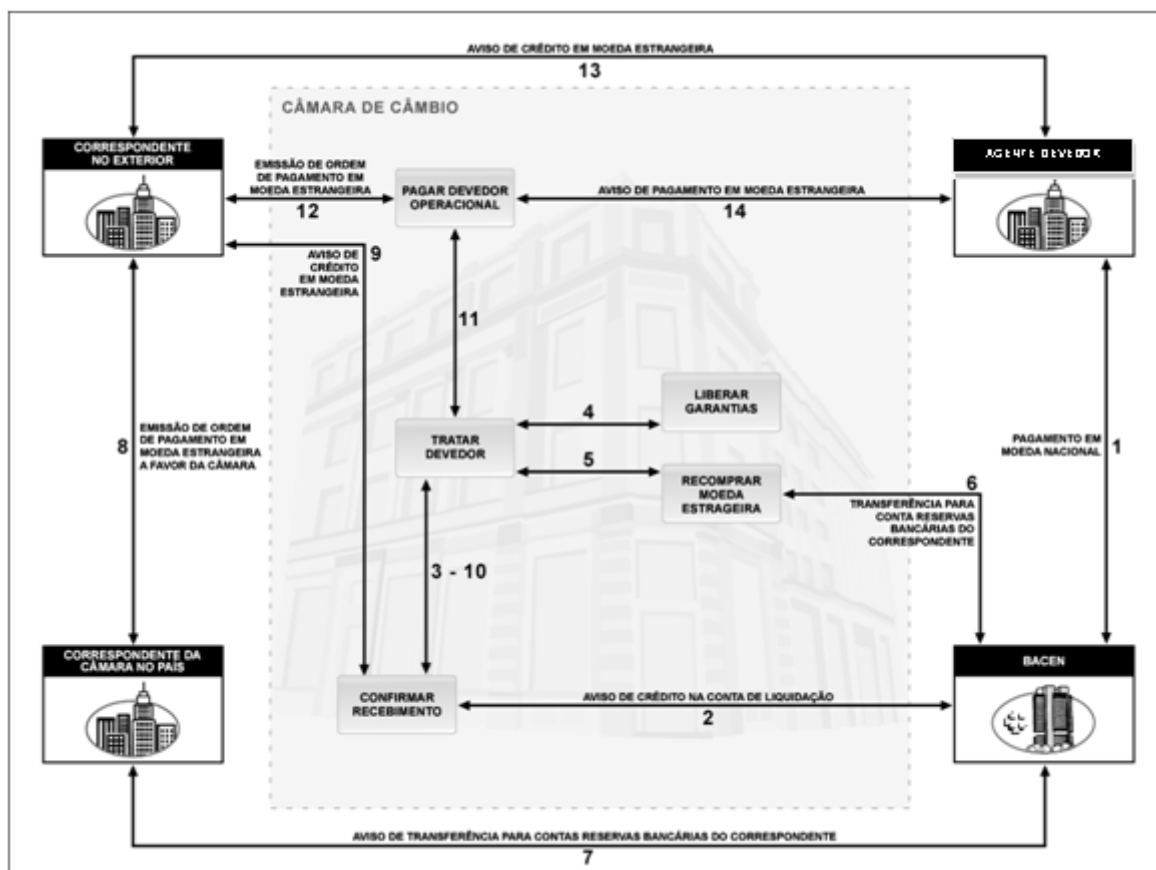 AVISO DE CRÉDITO EM MOEDA ESTRANGEIRA
13
CÂMARA DE CÂMBIO
CORRESPONDENTE
NO EXTERIOR
EMISSÃO DE ORDEM
DE PAGAMENTO EM
MOEDA ESTRANGEIRA
12
PAGAR DEVEDOR
OPERACIONAL
AVISO DE PAGAMENTO EM MOEDA ESTRANGEIRA
14
AGENTE DEVEDOR
AVISO DE
CRÉDITO
EM MOEDA
ESTRANGEIRA
9
11
LIBERAR
GARANTIAS
4
TRATAR
DEVEDOR
5
RECOMPRAR
MOEDA
ESTRAGEIRA
8
EMISSÃO DE ORDEM
DE PAGAMENTO EM
MOEDA ESTRANGEIRA
A FAVOR DA CÂMARA
PAGAMENTO EM
MOEDA NACIONAL
1
6
TRANSFERÊNCIA PARA
CONTA RESERVAS
BANCÁRIAS DO
CORRESPONDENTE
3 - 10
CORRESPONDENTE DA
CÂMARA NO PAÍS
CONFIRMAR
RECEBIMENTO
AVISO DE CRÉDITO NA CONTA DE LIQUIDAÇÃO
2
BACEN
AVISO DE TRANSFERÊNCIA PARA CONTAS RESERVAS BANCÁRIAS DO CORRESPONDENTE
7